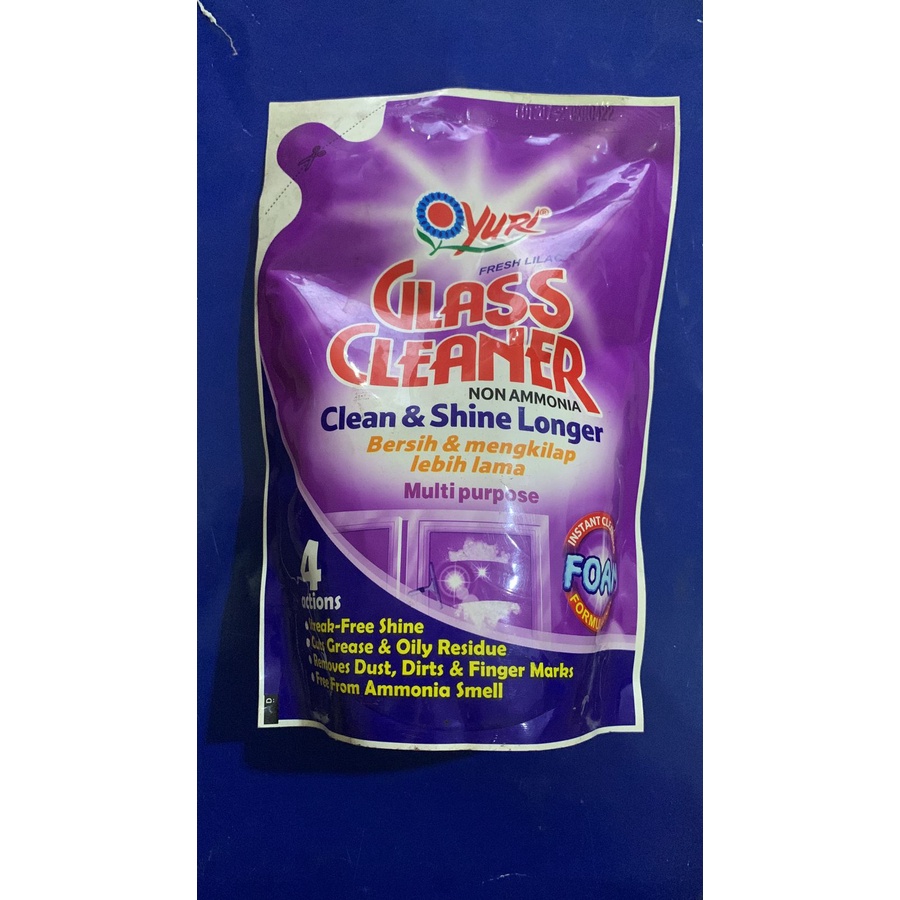 YURI®
FRESH LILAC
GLASS
CLEANER
NON AMMONIA
Clean & Shine Longer
Bersih & mengkilap
lebih lama
Multi purpose
INSTANT
FOAM
4
actions
Streak-Free Shine
Cuts Grease & Oily Residue
Removes Dust, Dirts & Finger Marks
Free From Ammonia Smell